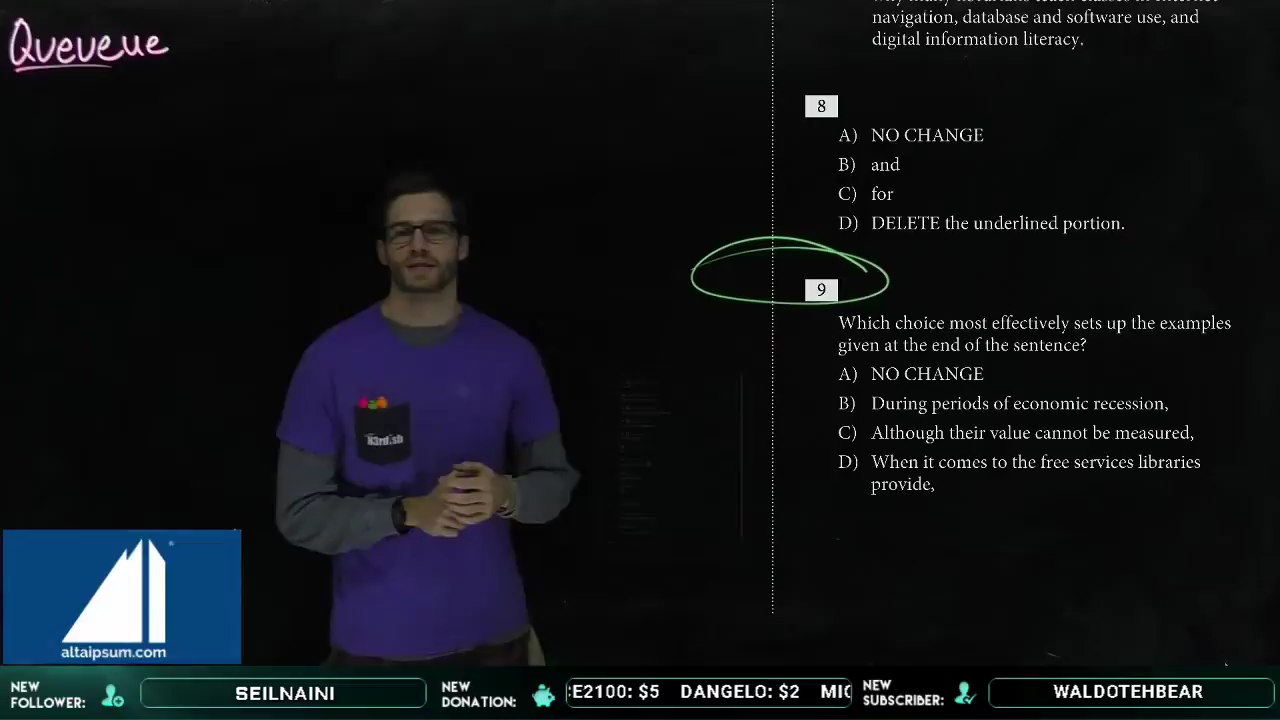 Queueue
navigation, database and software use, and
digital information literacy.
8
A) NO CHANGE
B) and
C) for
D) DELETE the underlined portion.
9
Which choice most effectively sets up the examples
given at the end of the sentence?
A) NO CHANGE
B) During periods of economic recession,
C) Although their value cannot be measured,
D) When it comes to the free services libraries
provide,
altaipsum.com
NEW
FOLLOWER:
SEILNAINI
NEW
DONATION:
:E2100: $5 DANGELO: $2 MIC
NEW
SUBSCRIBER:
WALDOTEHBEAR